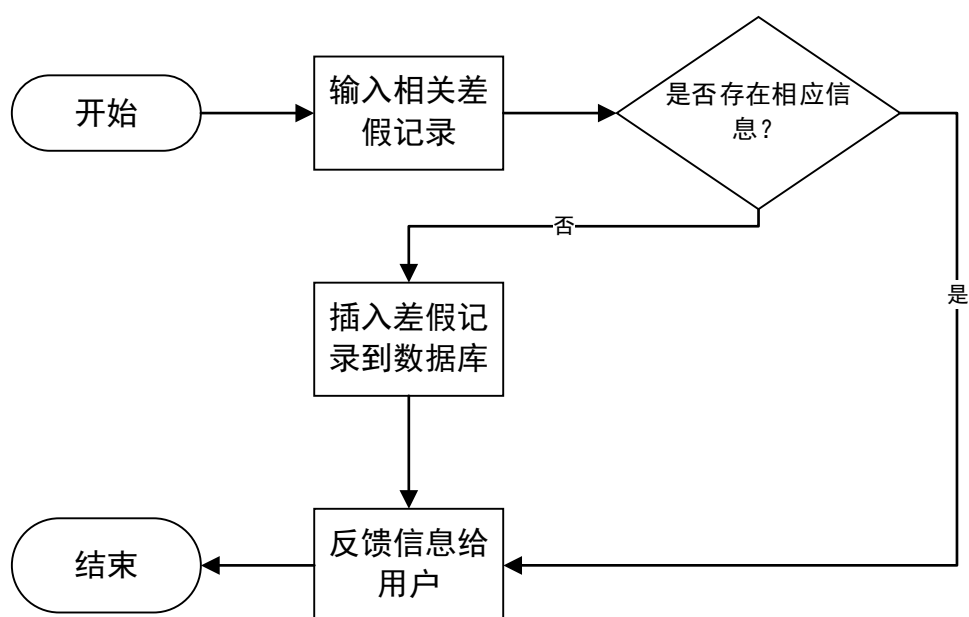 开始
输入相关差
假记录
是否存在相应信
息？
否
是
插入差假记
录到数据库
反馈信息给
用户
结束